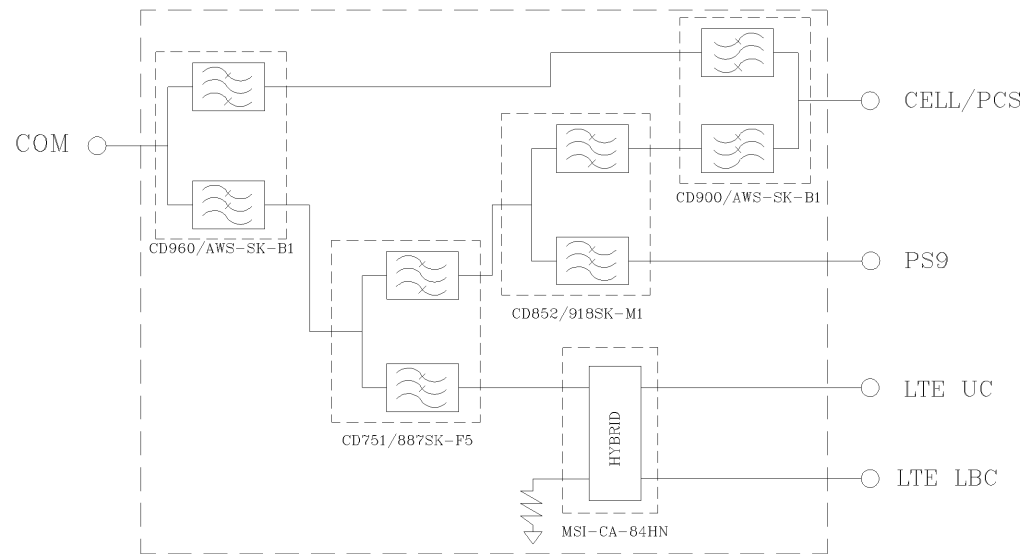 CELL/PCS
COM
CD900/AWS-SK-B1
CD960/AWS-SK-B1
PS9
CD852/918SK-M1
LTE UC
HYBRID
CD751/887SK-F5
LTE LBC
MSI-CA-84HN